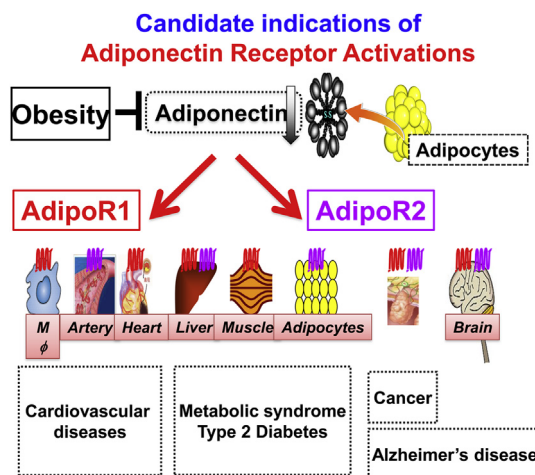 Candidate indications of
Adiponectin Receptor Activations
Obesity
Adiponectin
SS
Adipocytes
AdipoR1
AdipoR2
M
ϕ
Artery
Heart
Liver
Muscle
Adipocytes
Brain
Cardiovascular
diseases
Metabolic syndrome
Type 2 Diabetes
Cancer
Alzheimer's disease